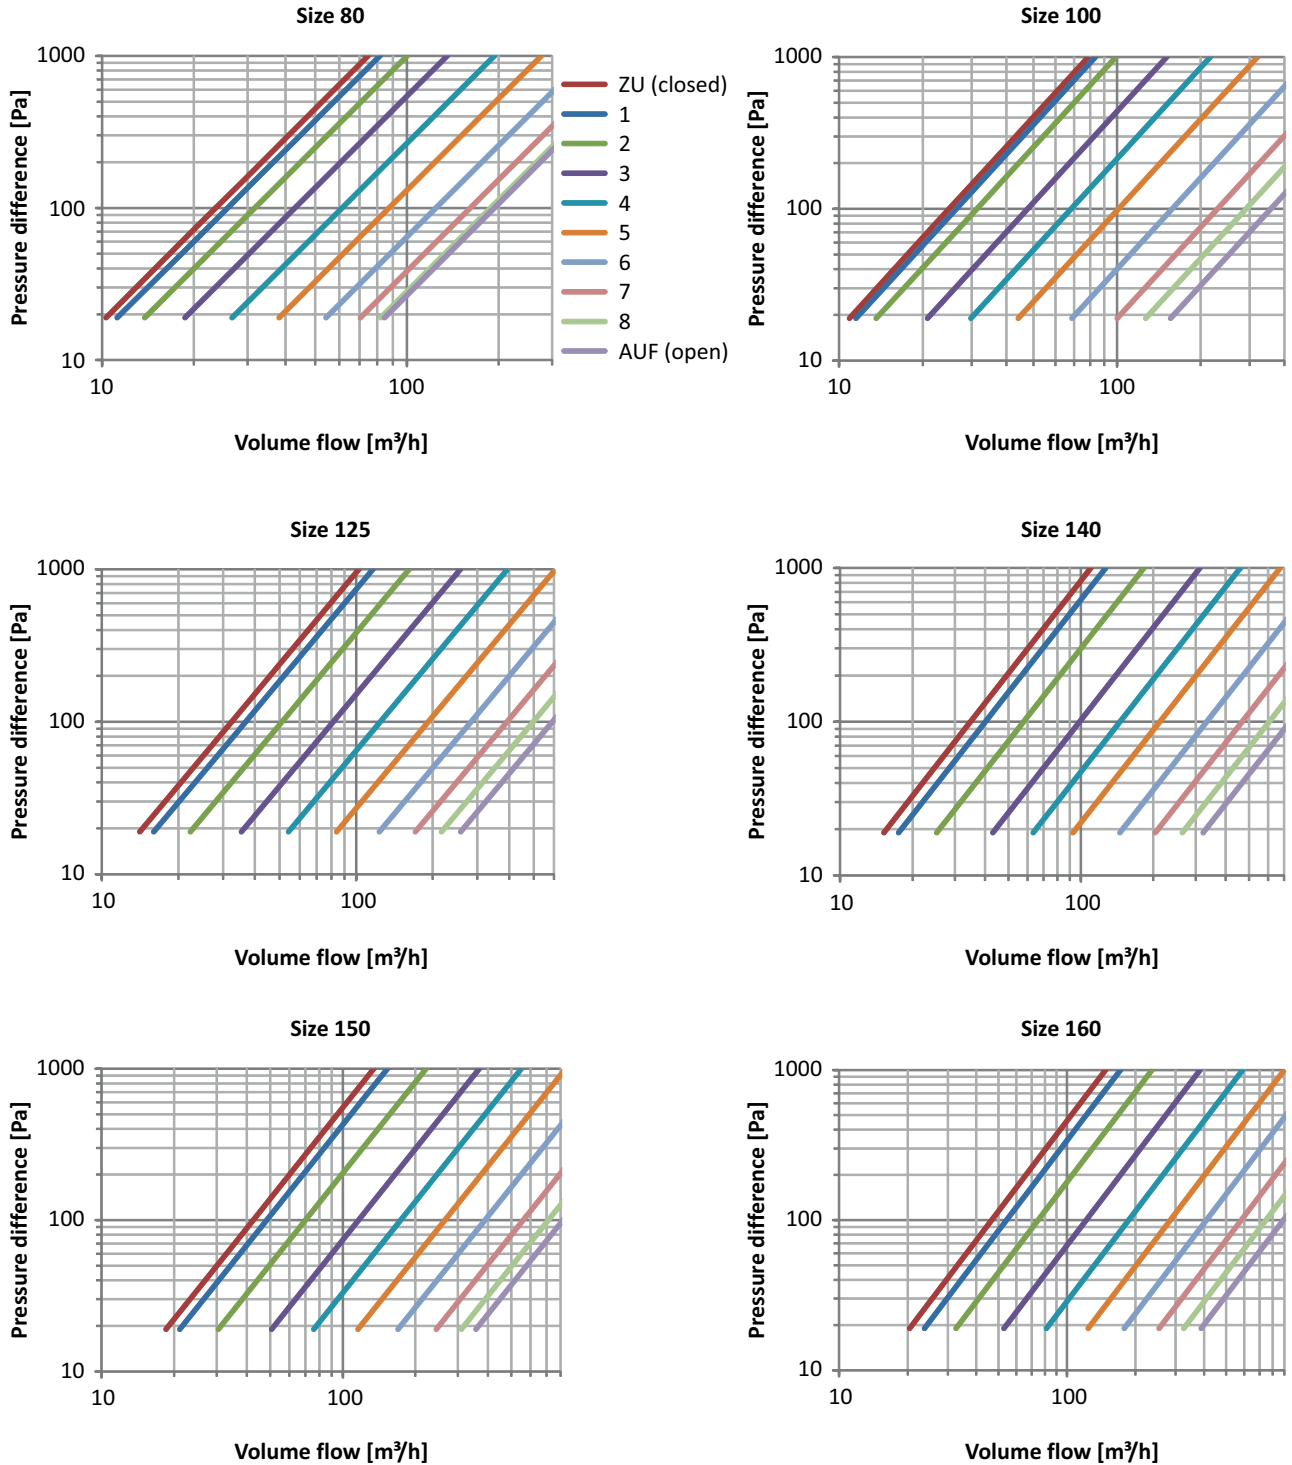 Size 80
1000
100
10
10
100
Pressure difference [Pa]
Volume flow [m³/h]
ZU (closed)
1
2
3
4
5
6
7
8
AUF (open)
Size 100
1000
100
10
10
100
Pressure difference [Pa]
Volume flow [m³/h]
Size 125
1000
100
10
10
100
Pressure difference [Pa]
Volume flow [m³/h]
Size 140
1000
100
10
10
100
Pressure difference [Pa]
Volume flow [m³/h]
Size 150
1000
100
10
10
100
Pressure difference [Pa]
Volume flow [m³/h]
Size 160
1000
100
10
10
100
Pressure difference [Pa]
Volume flow [m³/h]